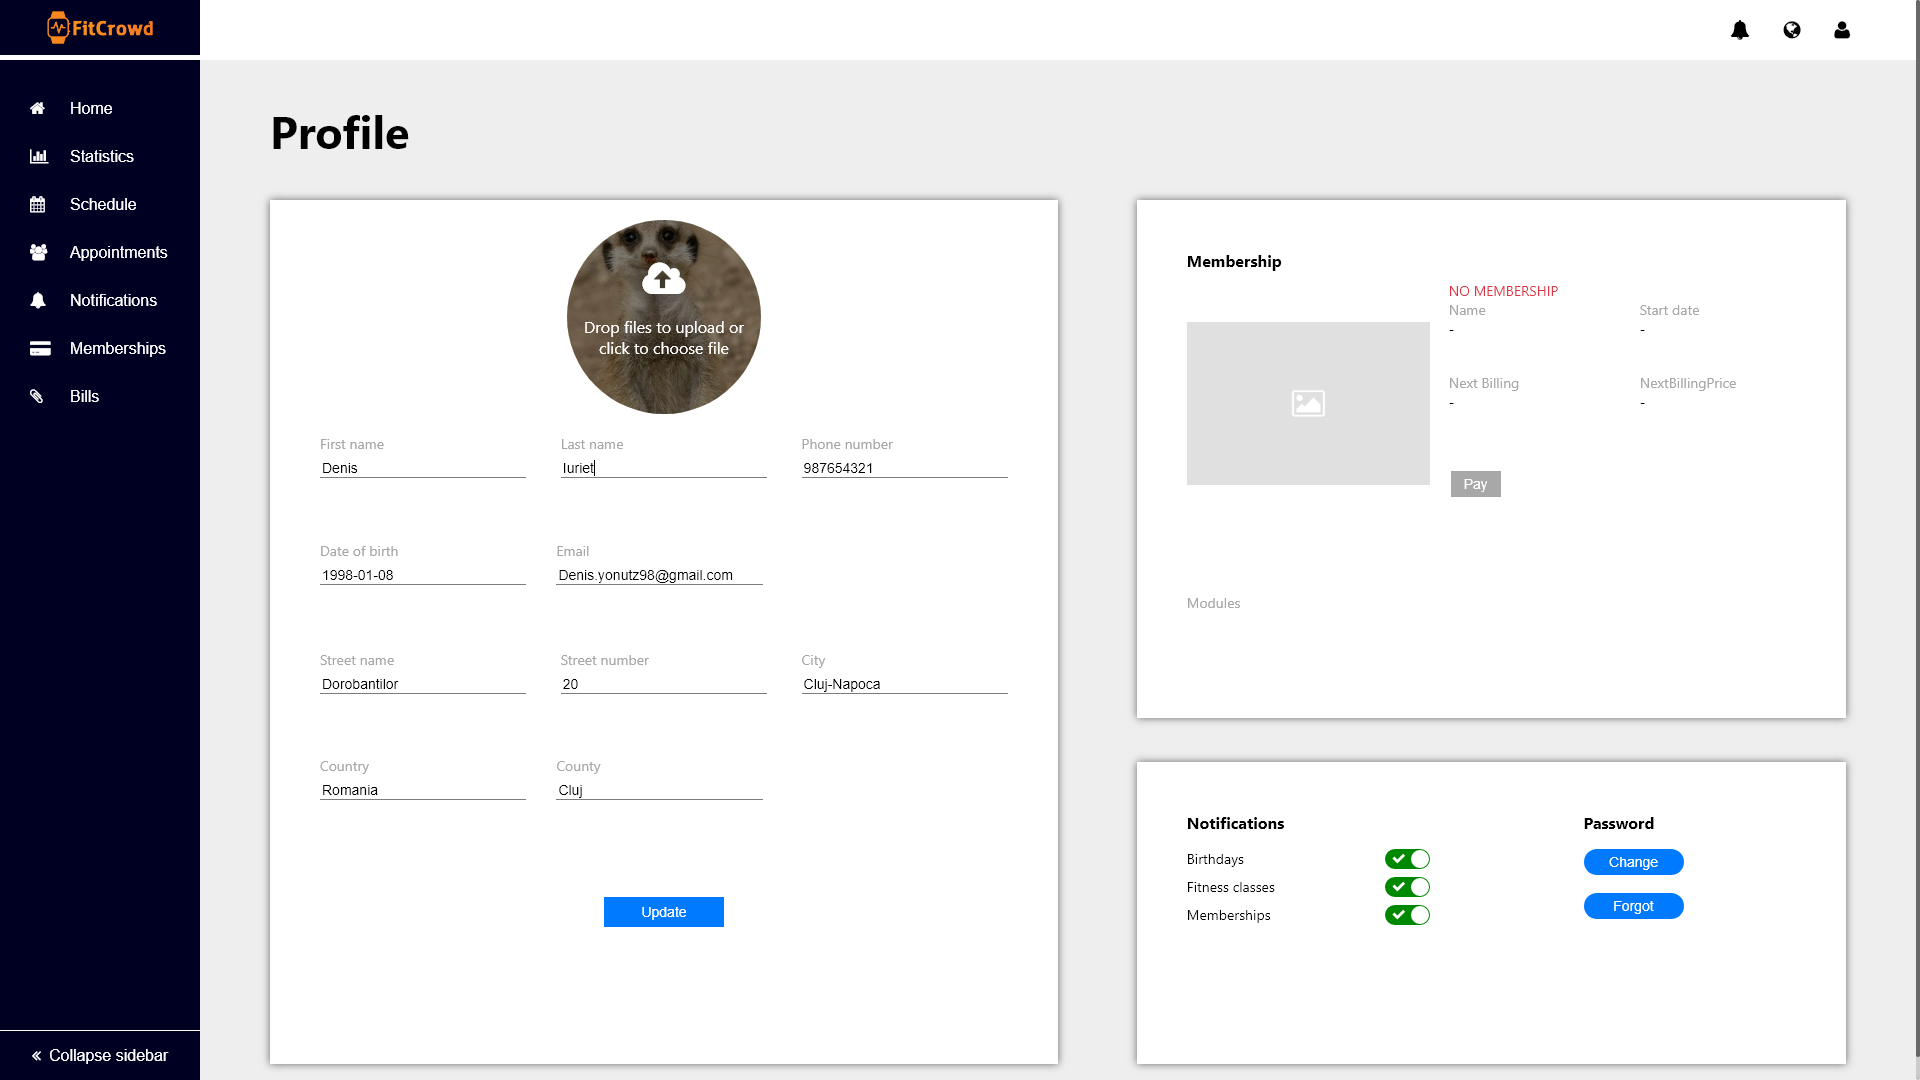 FitCrowd
Home
Statistics
Schedule
Appointments
Notifications
Memberships
Bills
Collapse sidebar
Profile
Drop files to upload or
click to choose file
First name
Last name
Phone number
Denis
Iuriet
987654321
Date of birth
Email
1998-01-08
Denis.yonutz98@gmail.com
Street name
Street number
City
Dorobantilor
20
Cluj-Napoca
Country
County
Romania
Cluj
Update
Membership
NO MEMBERSHIP
Name
Start date
-
-
Next Billing
NextBillingPrice
-
-
Pay
Modules
Notifications
Birthdays
Fitness classes
Memberships
Password
Change
Forgot